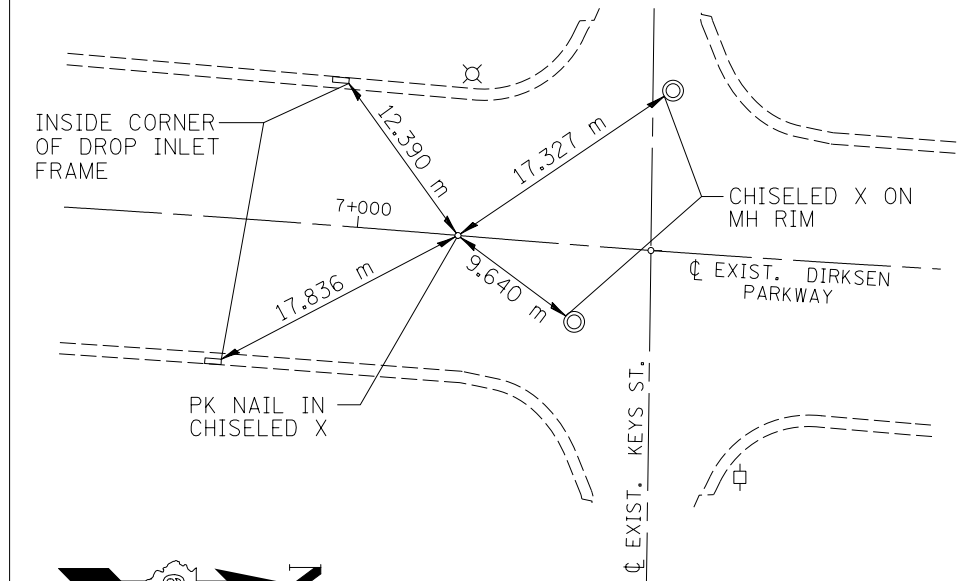 INSIDE CORNER
OF DROP INLET
FRAME
12.390 m
17.327 m
7+000
CHISELED X ON
MH RIM
17.836 m
9.640 m
℄ EXIST. DIRKSEN
PARKWAY
PK NAIL IN
CHISELED X
℄ EXIST. KEYS ST.